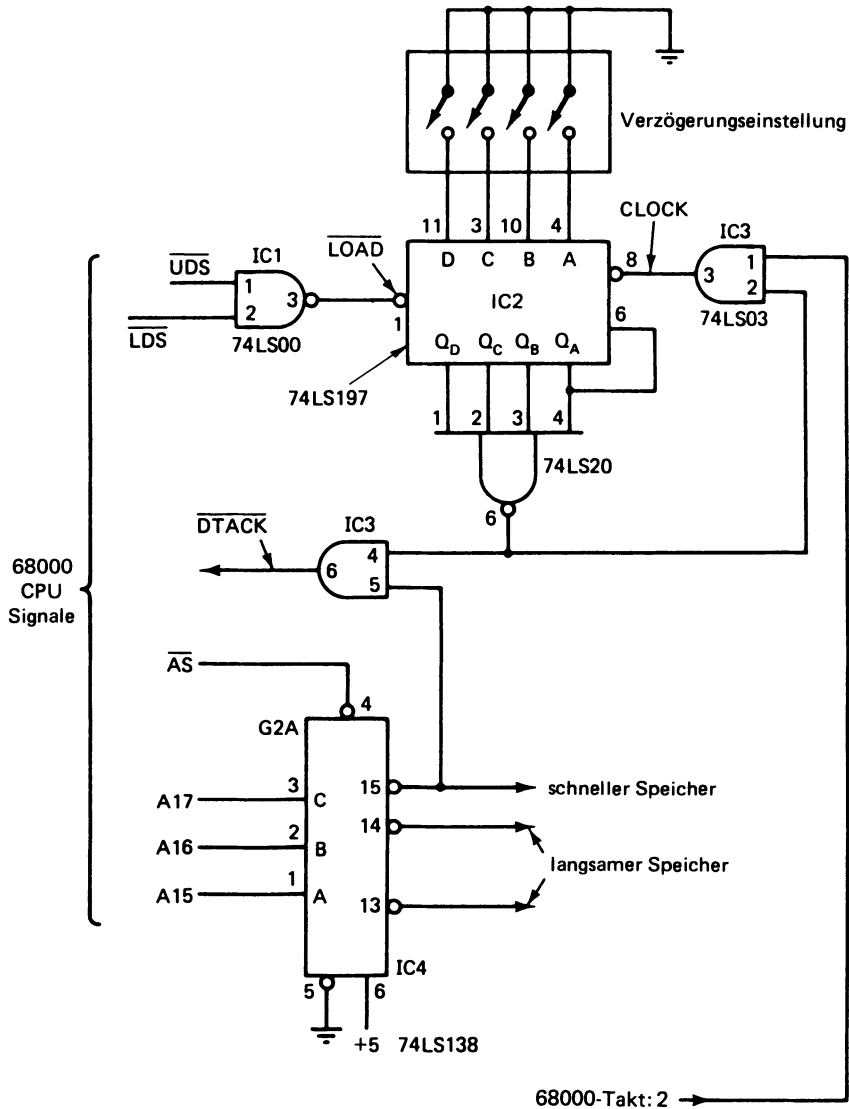 Verzögerungseinstellung
11 3 10 4
CLOCK
IC3
LOAD
IC1
UDS
1
2
3
LDS
74LS00
1
D C B A
IC2
8
3
1
2
74LS03
6
QD QC QB QA
74LS197
1 2 3 4
74LS20
6
DTACK
IC3
6
4
5
68000
CPU
Signale
AS
4
G2A
A17
3
C
15
schneller Speicher
A16
2
B
14
langsamer Speicher
A15
1
A
13
IC4
5
6
+5
74LS138
68000-Takt: 2